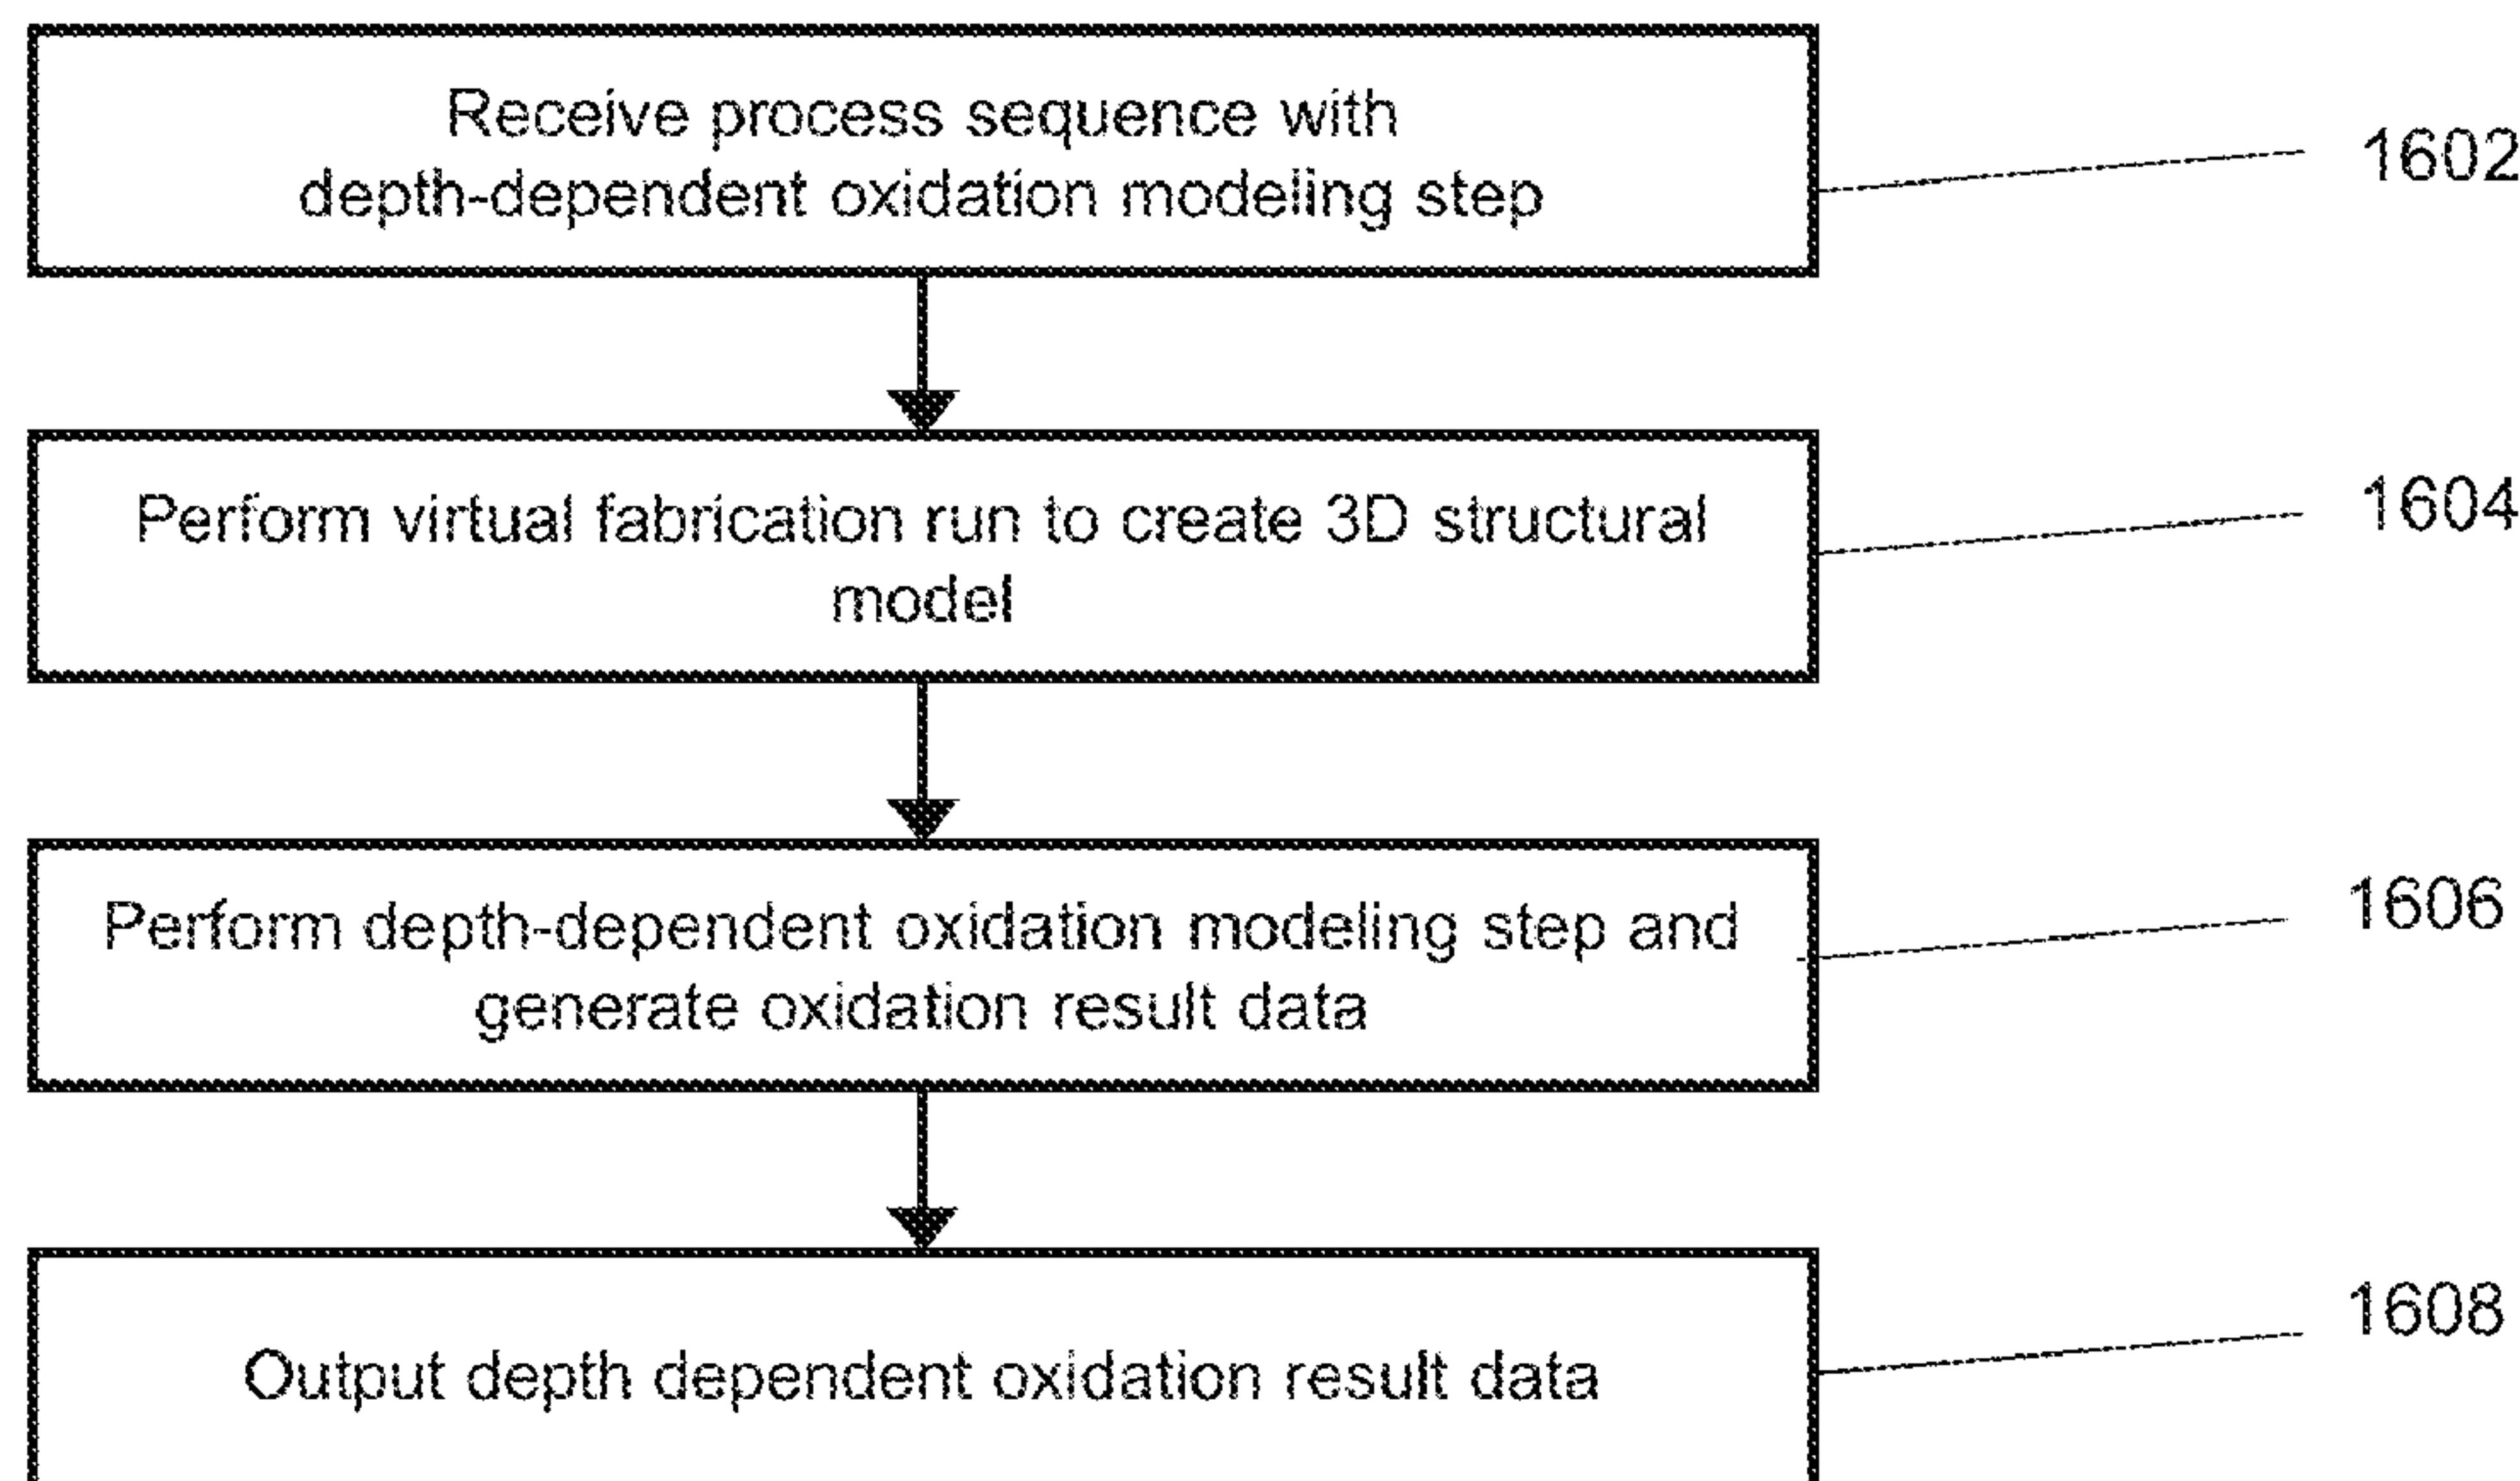 Receive process sequence with
depth-dependent oxidation modeling step
1602
Perform virtual fabrication run to create 3D structural
model
1604
Perform depth-dependent oxidation modeling step and
generate oxidation result data
1606
Output depth dependent oxidation result data
1608